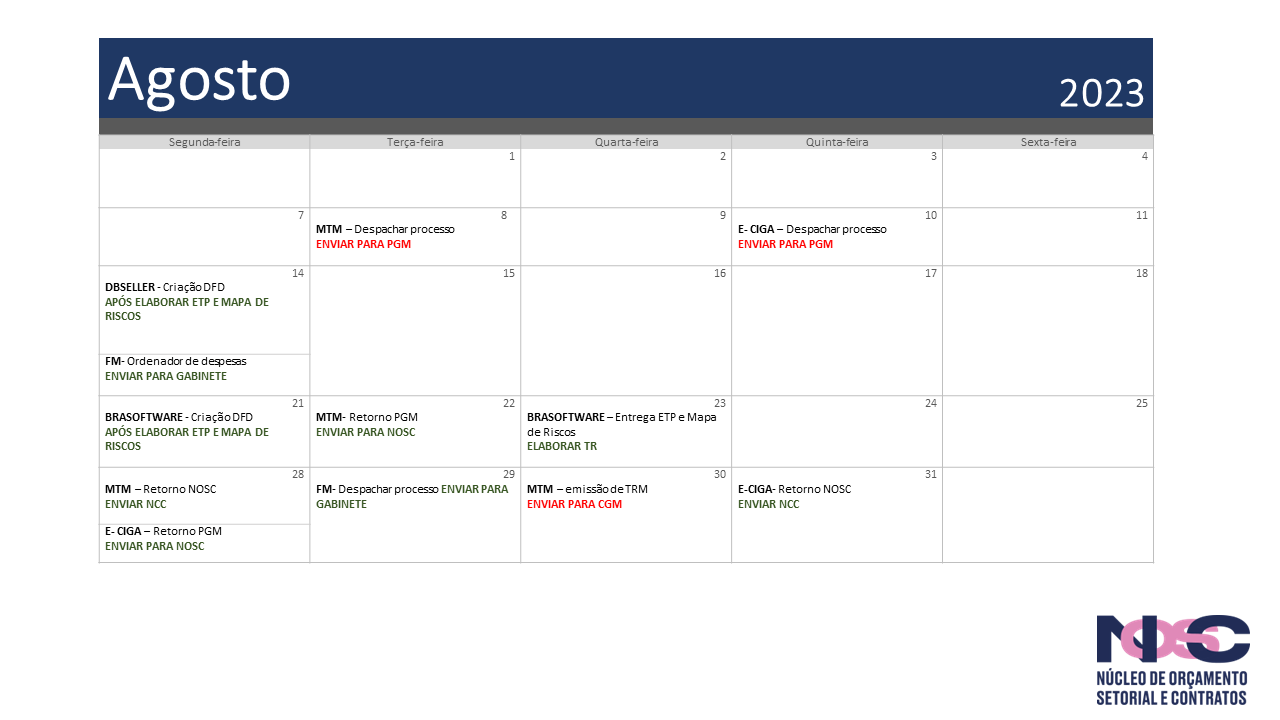 Agosto
2023
Segunda-feira
Terça-feira
Quarta-feira
Quinta-feira
Sexta-feira
1
2
3
4
7
8
MTM – Despachar processo
ENVIAR PARA PGM
9
10
E- CIGA – Despachar processo
ENVIAR PARA PGM
11
14
DBSELLER - Criação DFD
APÓS ELABORAR ETP E MAPA DE
RISCOS
FM- Ordenador de despesas
ENVIAR PARA GABINETE
15
16
17
18
21
BRASOFTWARE - Criação DFD
APÓS ELABORAR ETP E MAPA DE
RISCOS
22
MTM- Retorno PGM
ENVIAR PARA NOSC
23
BRASOFTWARE – Entrega ETP e Mapa
de Riscos
ELABORAR TR
24
25
28
MTM – Retorno NOSC
ENVIAR NCC
E- CIGA – Retorno PGM
ENVIAR PARA NOSC
29
FM- Despachar processo ENVIAR PARA
GABINETE
30
MTM – emissão de TRM
ENVIAR PARA CGM
31
E-CIGA- Retorno NOSC
ENVIAR NCC
NOSC
NÚCLEO DE ORÇAMENTO
SETORIAL E CONTRATOS